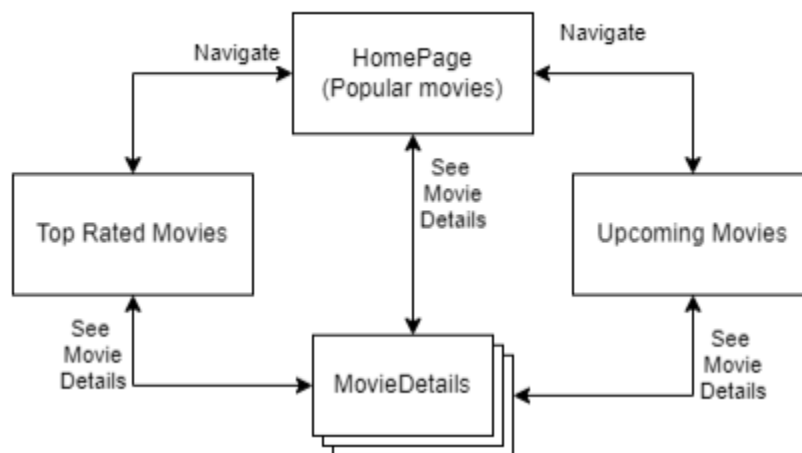 Navigate
HomePage
(Popular movies)
Navigate
See
Movie
Details
Top Rated Movies
Upcoming Movies
See
Movie
Details
MovieDetails
See
Movie
Details